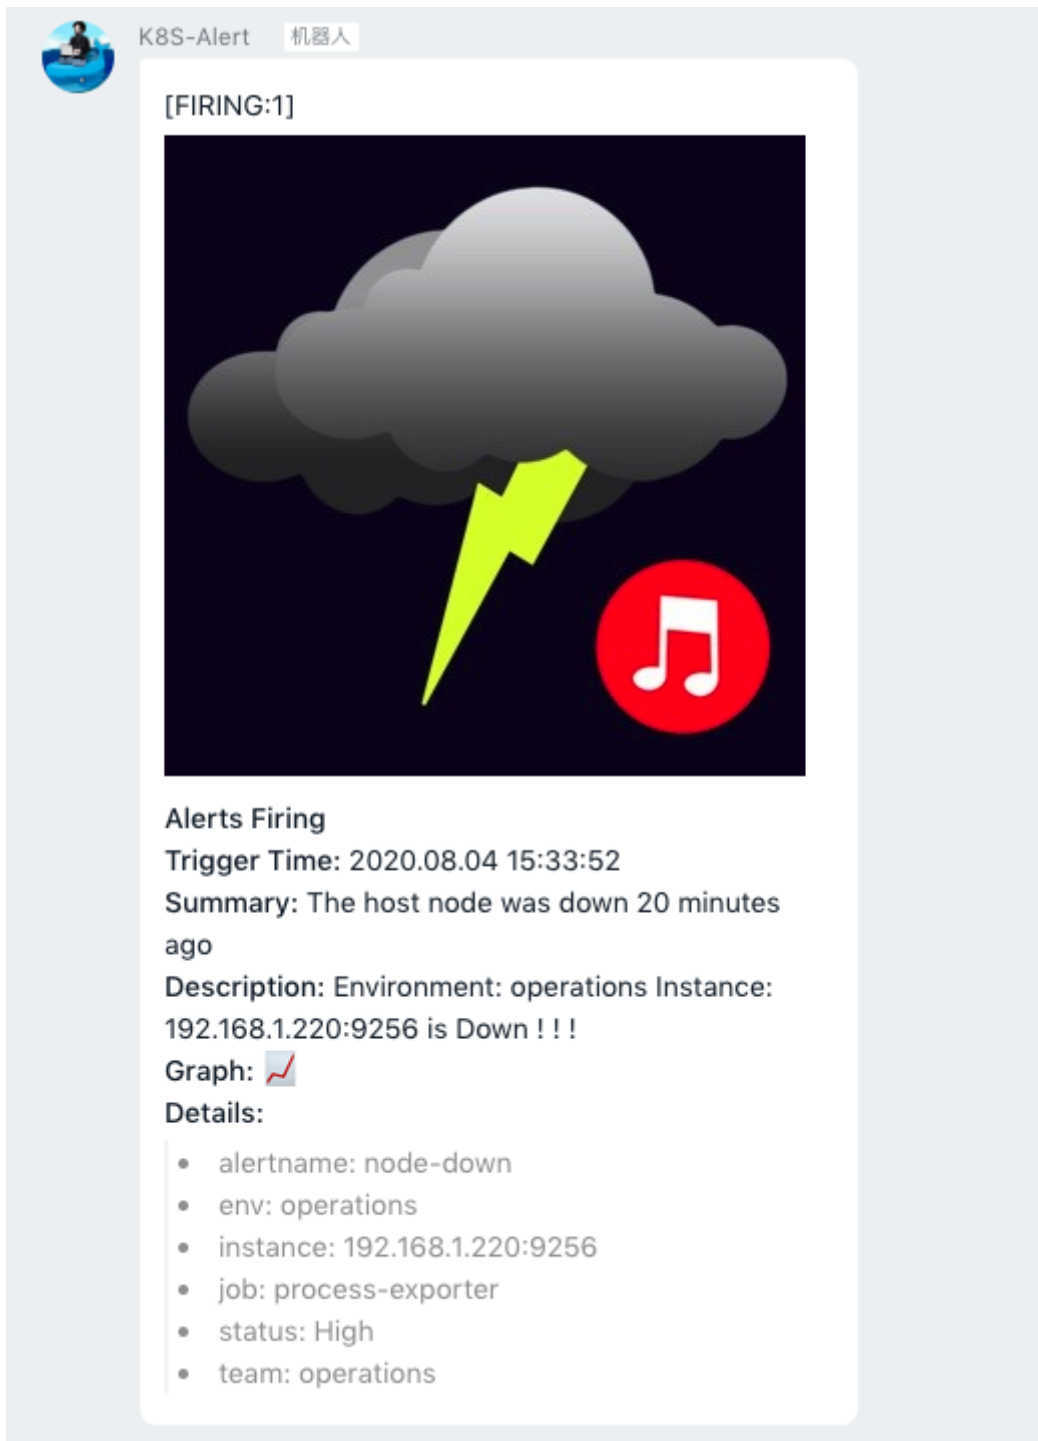 K8S-Alert 机器人
[FIRING:1]
Alerts Firing
Trigger Time: 2020.08.04 15:33:52
Summary: The host node was down 20 minutes
ago
Description: Environment: operations Instance:
192.168.1.220:9256 is Down ! ! !
Graph: 📈
Details:
• alertname: node-down
• env: operations
• instance: 192.168.1.220:9256
• job: process-exporter
• status: High
• team: operations